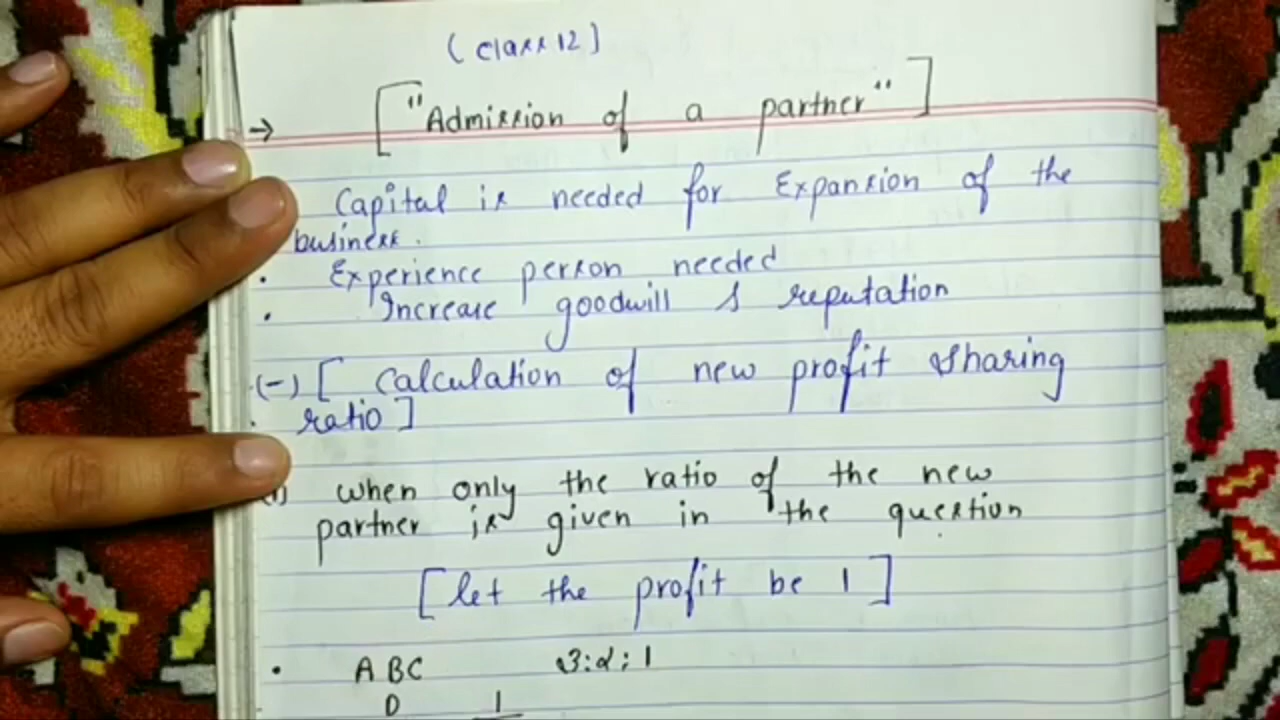 (Class 12)
→ ["Admission of a partner"]
Capital is needed for Expansion of the
business.
. Experience person needed
. Increase goodwill & reputation
(-) [ Calculation of new profit sharing
. ratio ]
when only the ratio of the new
partner is given in the question
[let the profit be 1]
. ABC 3:2:1
D 1